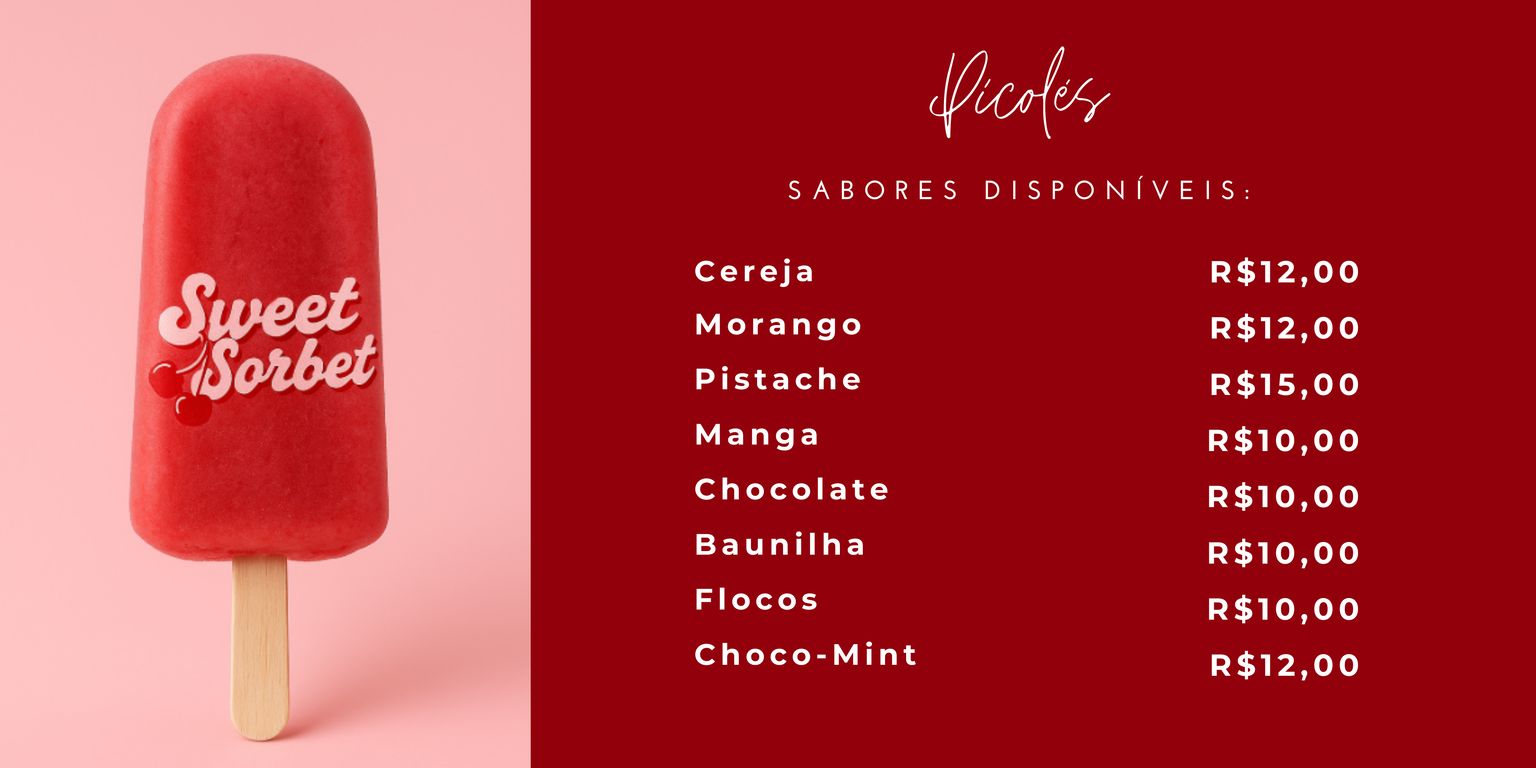 Sweet
Sorbet
Picolés
SABORES DISPONÍVEIS:
Cereja R$12,00
Morango R$12,00
Pistache R$15,00
Manga R$10,00
Chocolate R$10,00
Baunilha R$10,00
Flocos R$10,00
Choco-Mint R$12,00